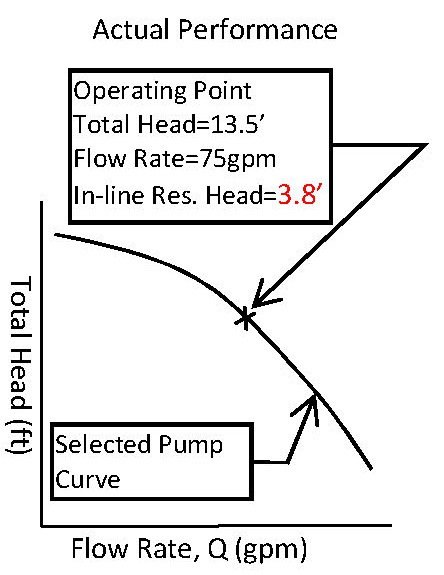 Actual Performance
Operating Point
Total Head=13.5’
Flow Rate=75gpm
In-line Res. Head=3.8’
Total Head (ft)
Selected Pump
Curve
Flow Rate, Q (gpm)